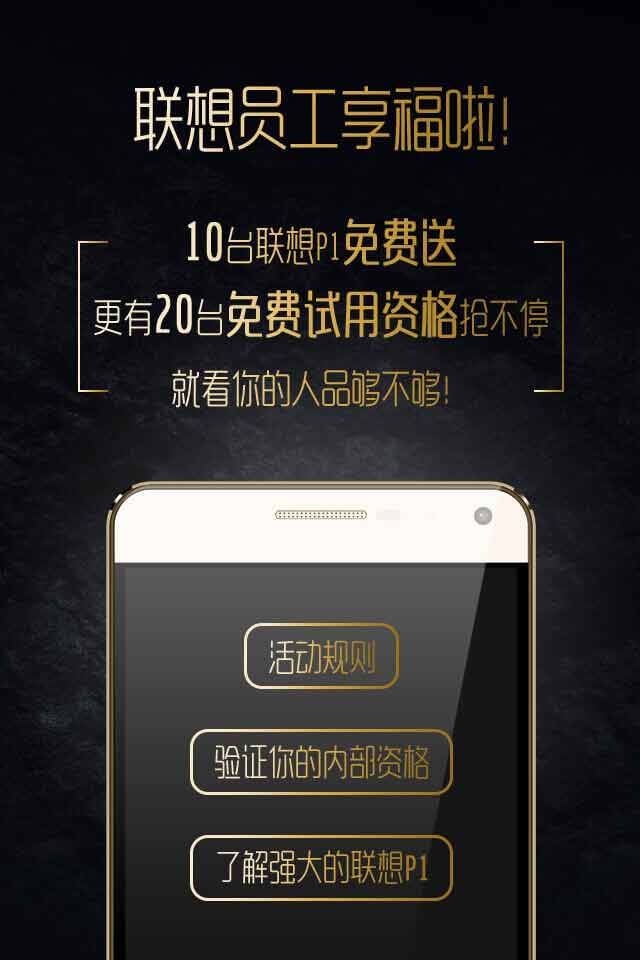 联想员工享福啦!
10台联想P1免费送
更有20台免费试用资格抢不停
就看你的人品够不够!
活动规则
验证你的内部资格
了解强大的联想P1